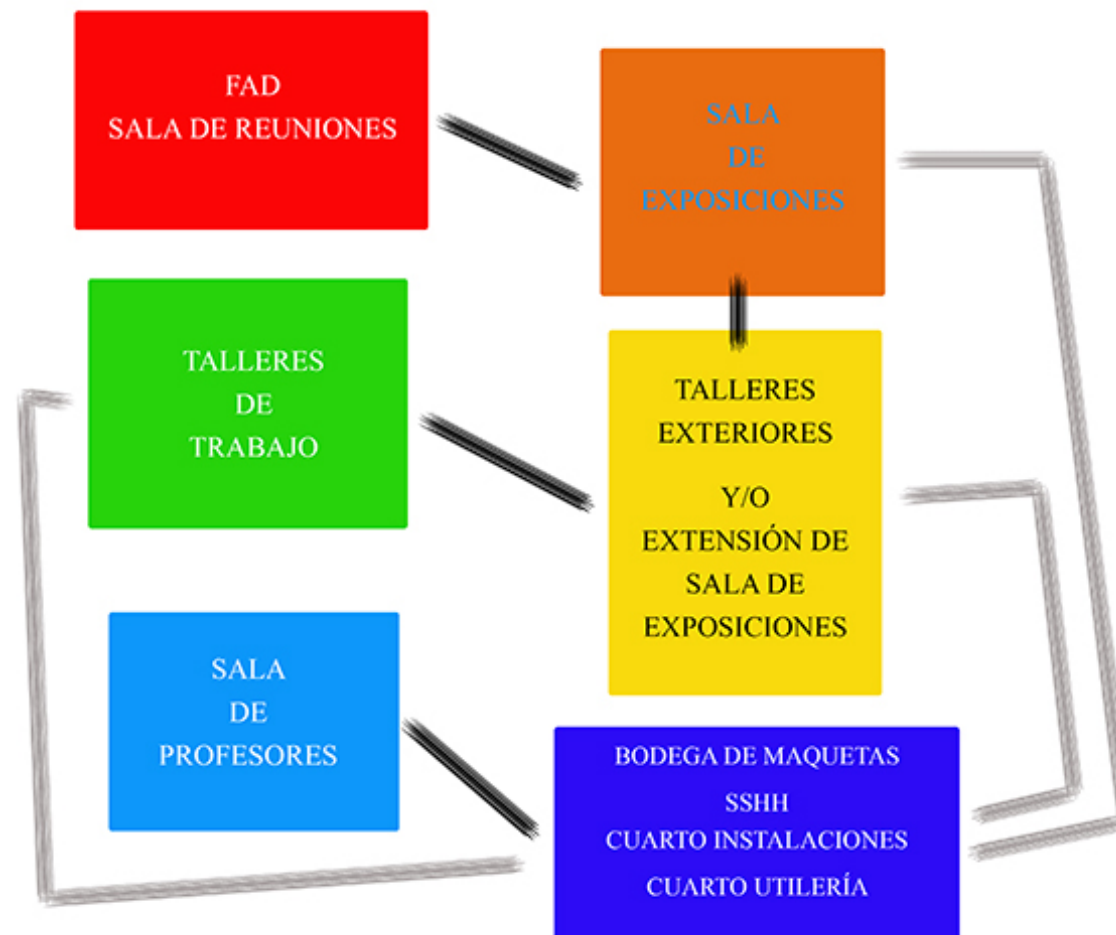 FAD
SALA DE REUNIONES
SALA
DE
EXPOSICIONES
TALLERES
DE
TRABAJO
TALLERES
EXTERIORES
Y/O
EXTENSIÓN DE
SALA DE
EXPOSICIONES
SALA
DE
PROFESORES
BODEGA DE MAQUETAS
SSHH
CUARTO INSTALACIONES
CUARTO UTILERÍA